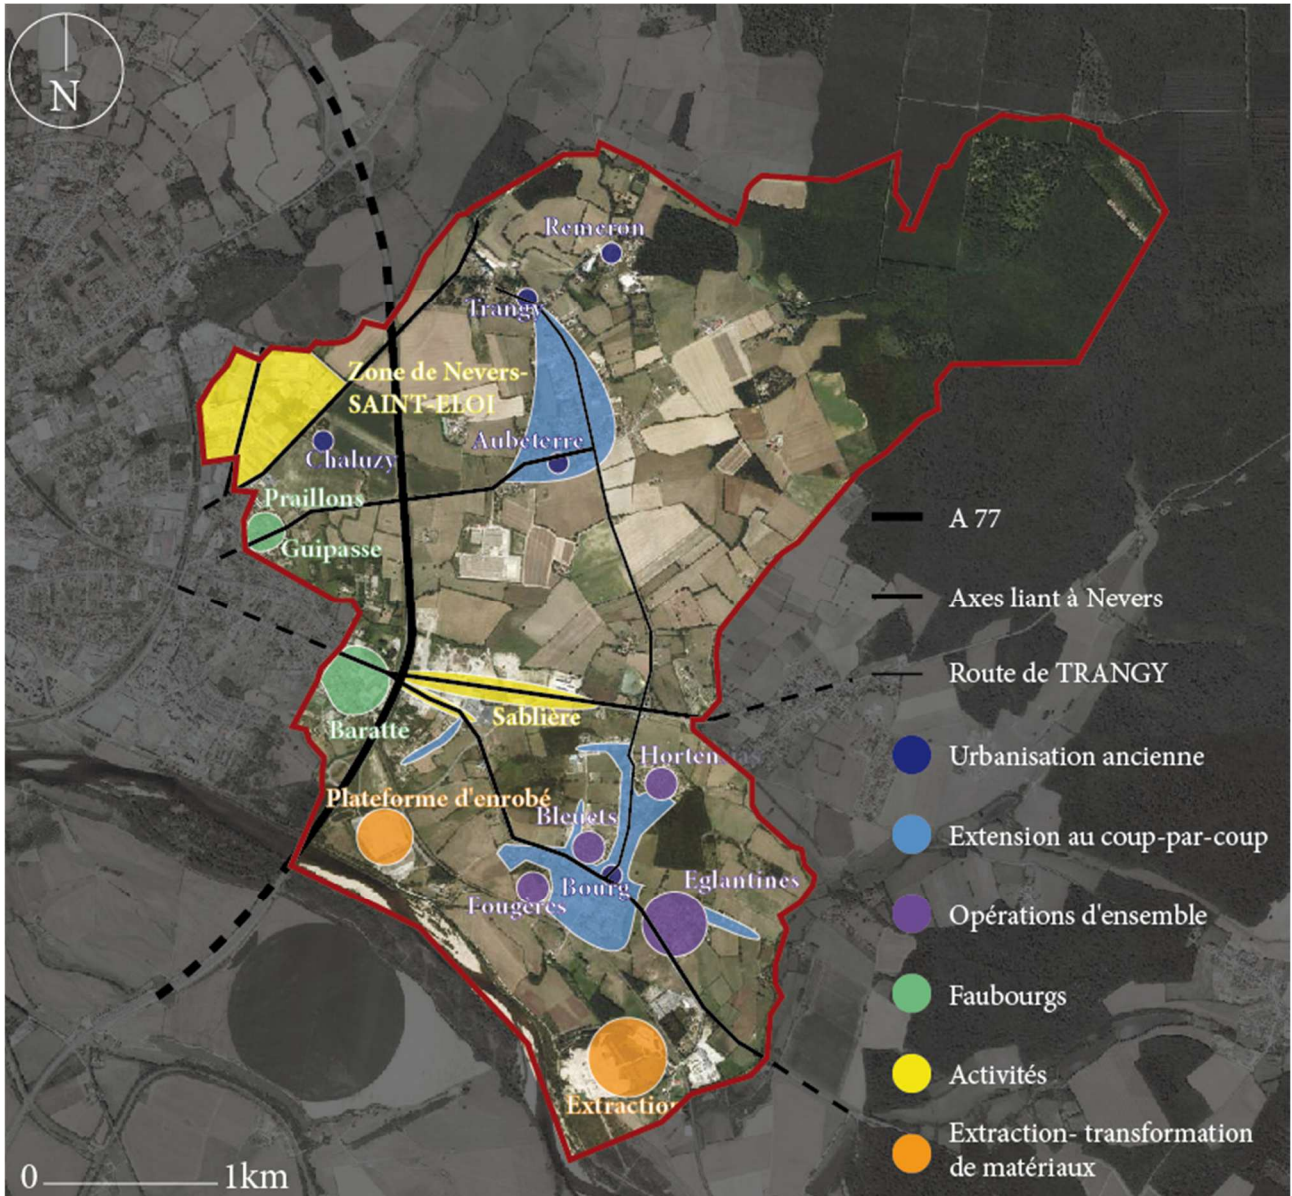 N
Remeron
Trangy
Zone de Nevers-
SAINT-ELOI
Aubeterre
Chaluzy
Praillons
Guipasse
A 77
Axes liant à Nevers
Route de TRANGY
Baratte
Sablière
Urbanisation ancienne
Hortensias
Plateforme d'enrobé
Bleuets
Extension au coup-par-coup
Bourg
Eglantines
Fougères
Opérations d'ensemble
Faubourgs
Activités
Extraction
Extraction- transformation
de matériaux
0
1km